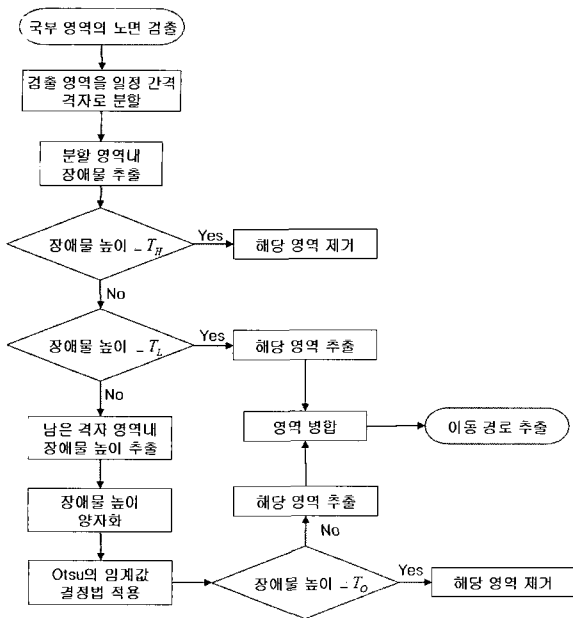 국부 영역의 노면 검출
검출 영역을 일정 간격
격자로 분할
분할 영역내
장애물 추출
장애물 높이 _ T_H
Yes
해당 영역 제거
No
장애물 높이 _ T_L
Yes
해당 영역 추출
No
남은 격자 영역내
장애물 높이 추출
영역 병합
이동 경로 추출
장애물 높이
양자화
해당 영역 추출
No
Otsu의 임계값
결정법 적용
장애물 높이 _ T_O
Yes
해당 영역 제거